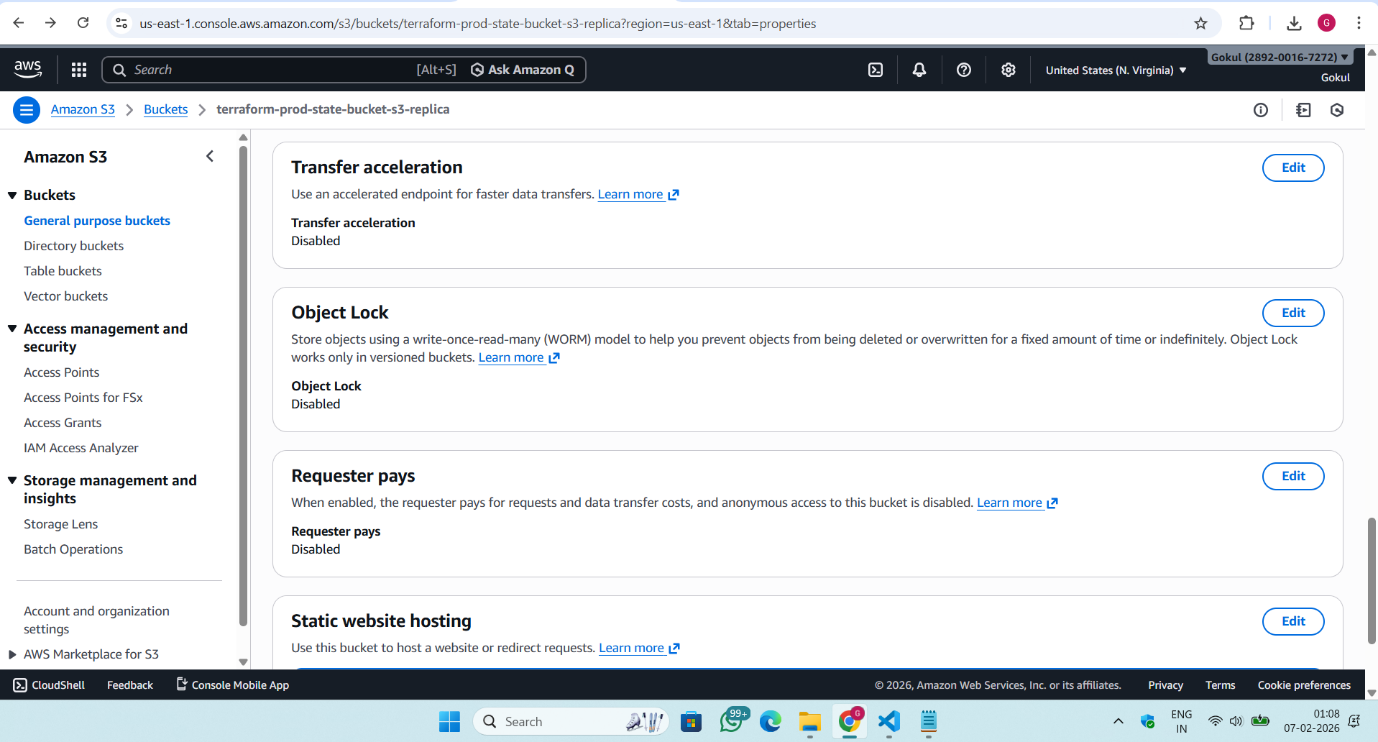 us-east-1.console.aws.amazon.com/s3/buckets/terraform-prod-state-bucket-s3-replica?region=us-east-1&tab=properties
G
aws
Search
[Alt+S]
Ask Amazon Q
United States (N. Virginia)
Gokul (2892-0016-7272)
Gokul
Amazon S3
Buckets
terraform-prod-state-bucket-s3-replica
Amazon S3
Buckets
General purpose buckets
Directory buckets
Table buckets
Vector buckets
Access management and
security
Access Points
Access Points for FSx
Access Grants
IAM Access Analyzer
Storage management and
insights
Storage Lens
Batch Operations
Account and organization
settings
AWS Marketplace for S3
Transfer acceleration
Edit
Use an accelerated endpoint for faster data transfers. Learn more
Transfer acceleration
Disabled
Object Lock
Edit
Store objects using a write-once-read-many (WORM) model to help you prevent objects from being deleted or overwritten for a fixed amount of time or indefinitely. Object Lock
works only in versioned buckets. Learn more
Object Lock
Disabled
Requester pays
Edit
When enabled, the requester pays for requests and data transfer costs, and anonymous access to this bucket is disabled. Learn more
Requester pays
Disabled
Static website hosting
Edit
Use this bucket to host a website or redirect requests. Learn more
CloudShell
Feedback
Console Mobile App
© 2026, Amazon Web Services, Inc. or its affiliates.
Privacy
Terms
Cookie preferences
Search
99+
G
ENG
IN
01:08
07-02-2026